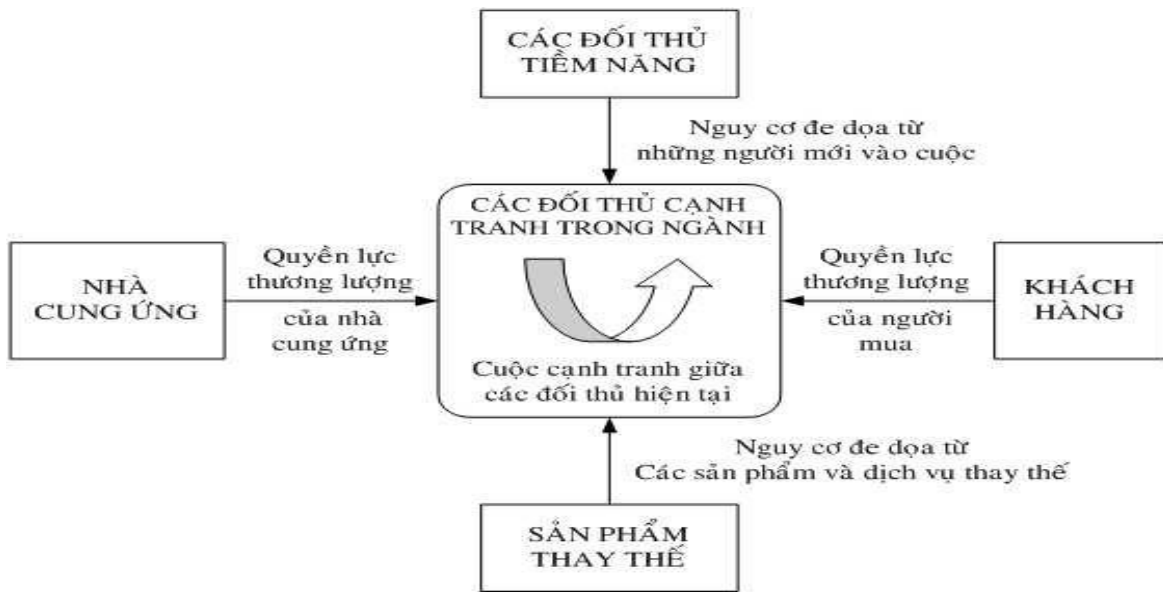 CÁC ĐỐI THỦ
TIỀM NĂNG
Nguy cơ đe dọa từ
những người mới vào cuộc
CÁC ĐỐI THỦ CẠNH
TRANH TRONG NGÀNH
NHÀ
CUNG ỨNG
Quyền lực
thương lượng
của nhà
cung ứng
Quyền lực
thương lượng
của người
mua
KHÁCH
HÀNG
Cuộc cạnh tranh giữa
các đối thủ hiện tại
Nguy cơ đe dọa từ
Các sản phẩm và dịch vụ thay thế
SẢN PHẨM
THAY THẾ